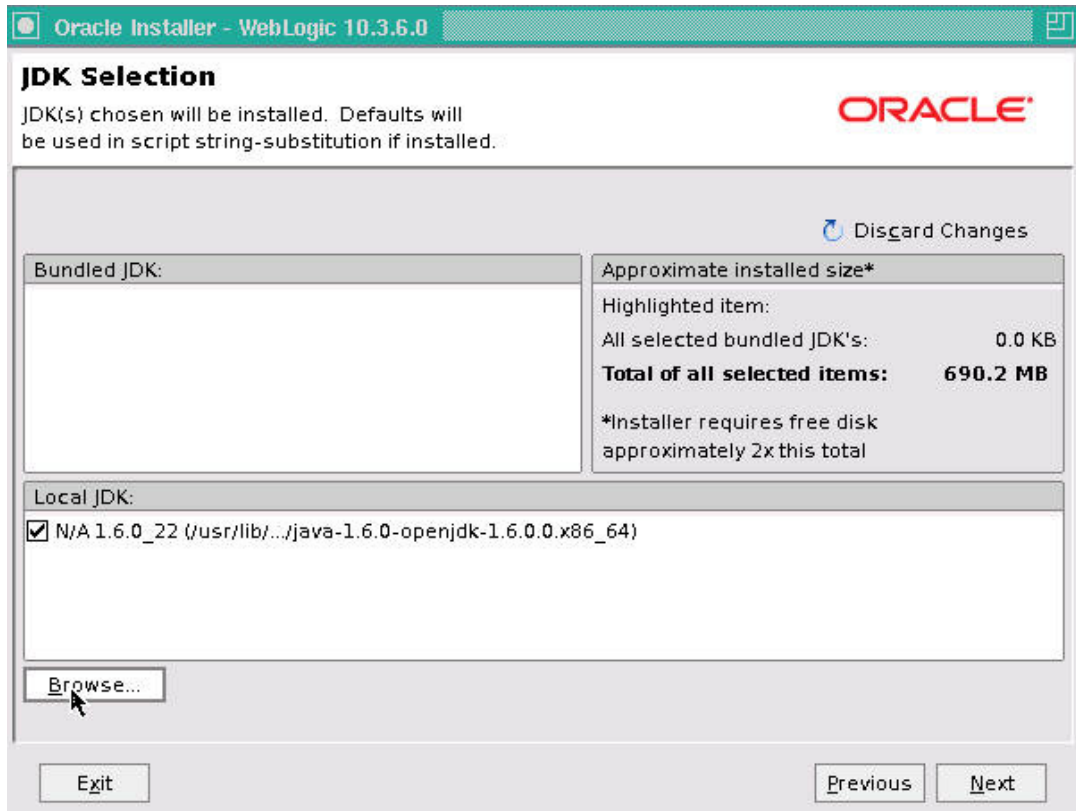 Oracle Installer - WebLogic 10.3.6.0
JDK Selection
JDK(s) chosen will be installed. Defaults will
be used in script string-substitution if installed.
ORACLE
Discard Changes
Bundled JDK:
Approximate installed size*
Highlighted item:
All selected bundled JDK's: 0.0 KB
Total of all selected items: 690.2 MB
*Installer requires free disk
approximately 2x this total
Local JDK:
N/A 1.6.0_22 (/usr/lib/.../java-1.6.0-openjdk-1.6.0.0.x86_64)
Browse...
Exit
Previous
Next